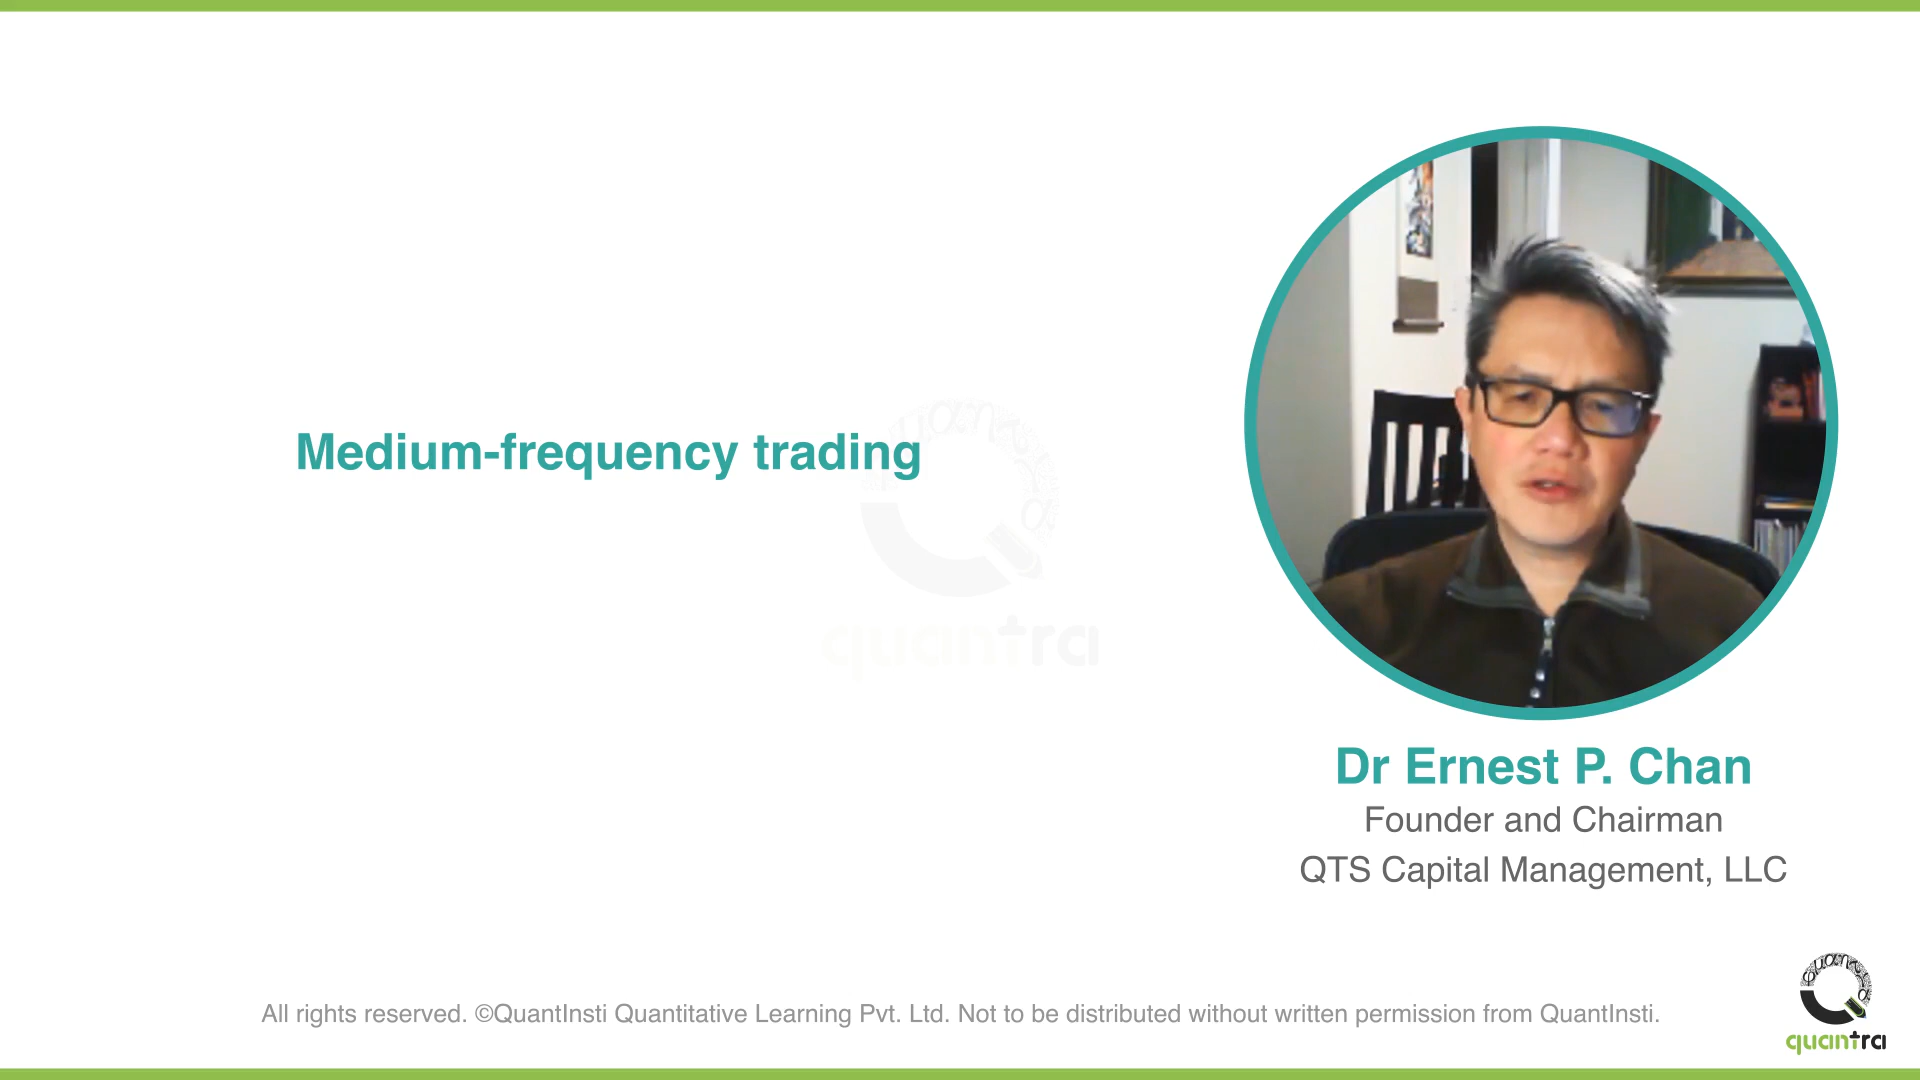 Medium-frequency trading
Dr Ernest P. Chan
Founder and Chairman
QTS Capital Management, LLC
All rights reserved. ©QuantInsti Quantitative Learning Pvt. Ltd. Not to be distributed without written permission from QuantInsti.
quantra
quantra